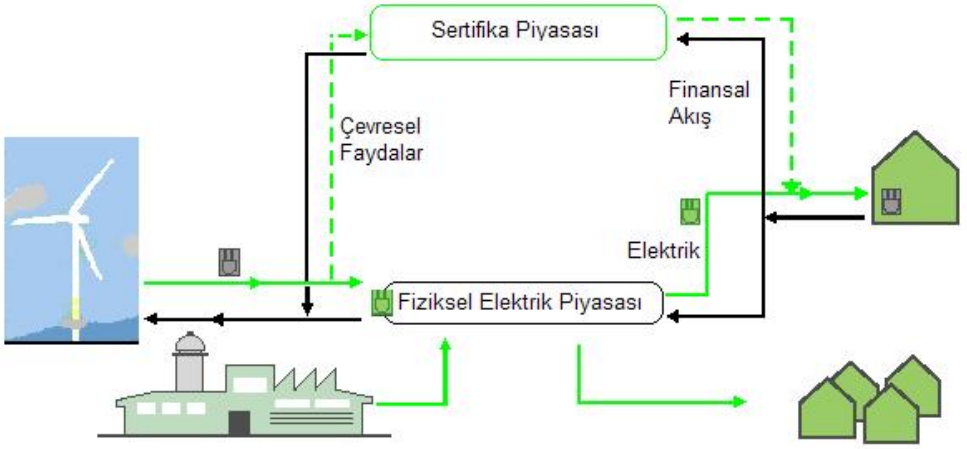 Sertifika Piyasası
Finansal
Akış
Çevresel
Faydalar
Elektrik
Fiziksel Elektrik Piyasası